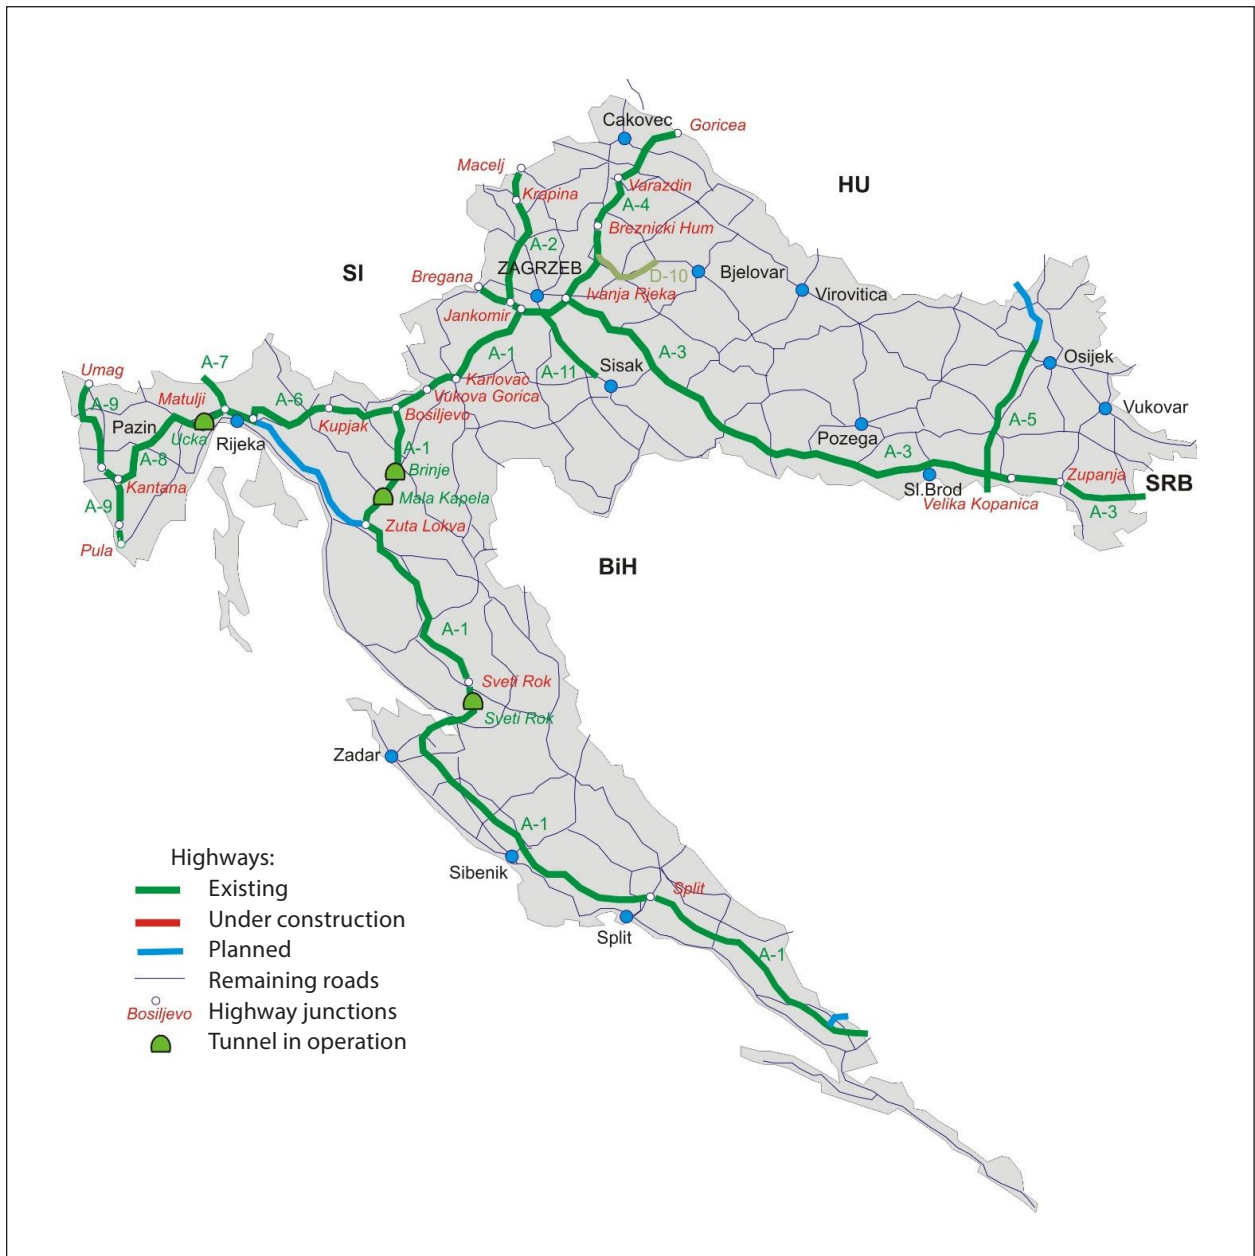 Cakovec
Goricea
Macelj
HU
Krapina
Varazdin
A-4
Breznicki Hum
A-2
SI
ZAGRZEB
D-10
Bjelovar
Bregana
Ivanja Rjeka
Virovitica
Jankomir
A-1
A-3
Osijek
A-7
Sisak
Umag
A-11
Karlovac
Vukova Gorica
Matulji
A-6
A-9
Bosiljevo
Vukovar
Pazin
Kupjak
A-5
Ucka
Rijeka
Pozega
A-8
A-1
A-3
Brinje
Zupanja
Kantana
SRB
Sl.Brod
Mala Kapela
Velika Kopanica
A-9
A-3
Zuta Lokva
Pula
BiH
A-1
Sveti Rok
Sveti Rok
Zadar
A-1
Highways:
Sibenik
Existing
Split
Under construction
Split
Planned
A-1
Remaining roads
Bosiljevo Highway junctions
Tunnel in operation